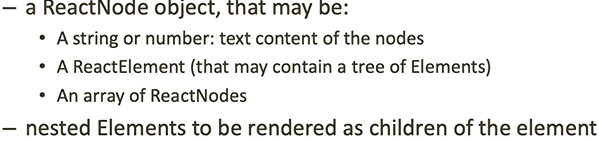 – a ReactNode object, that may be:
• A string or number: text content of the nodes
• A ReactElement (that may contain a tree of Elements)
• An array of ReactNodes
– nested Elements to be rendered as children of the element